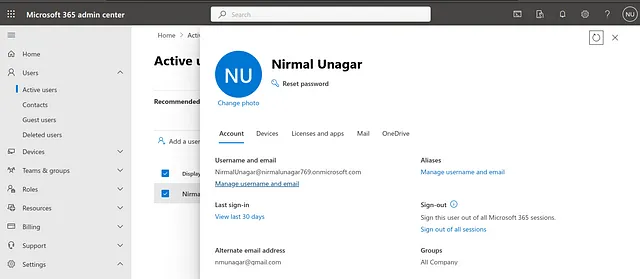 Microsoft 365 admin center
Search
NU
Home
Users
Active users
Contacts
Guest users
Deleted users
Devices
Teams & groups
Roles
Resources
Billing
Support
Settings
Home > Activ
Active u
Recommended
Add a use
Displa
Nirma
NU
Change photo
Nirmal Unagar
Reset password
Account Devices Licenses and apps Mail OneDrive
Username and email
NirmalUnagar@nirmalunagar769.onmicrosoft.com
Manage username and email
Aliases
Manage username and email
Last sign-in
View last 30 days
Sign-out
Sign this user out of all Microsoft 365 sessions.
Sign out of all sessions
Alternate email address
nmunagar@gmail.com
Groups
All Company